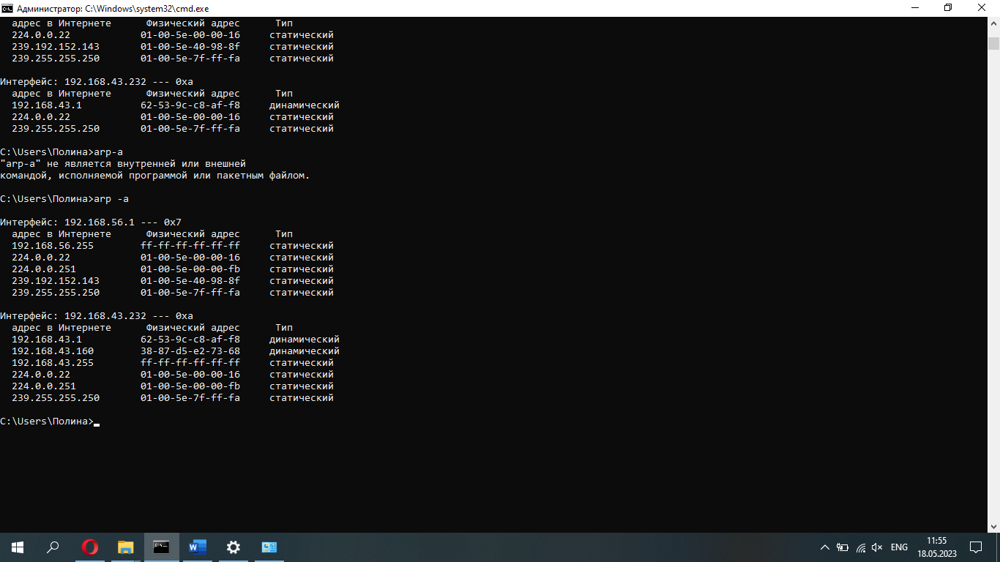 Администратор: C:\Windows\system32\cmd.exe
адрес в Интернете Физический адрес Тип
224.0.0.22 01-00-5e-00-00-16 статический
239.192.152.143 01-00-5e-40-98-8f статический
239.255.255.250 01-00-5e-7f-ff-fa статический
Интерфейс: 192.168.43.232 --- 0xa
адрес в Интернете Физический адрес Тип
192.168.43.1 62-53-9c-c8-af-f8 динамический
224.0.0.22 01-00-5e-00-00-16 статический
239.255.255.250 01-00-5e-7f-ff-fa статический
C:\Users\Полина>arp-a
"arp-a" не является внутренней или внешней
командой, исполняемой программой или пакетным файлом.
C:\Users\Полина>arp -a
Интерфейс: 192.168.56.1 --- 0x7
адрес в Интернете Физический адрес Тип
192.168.56.255 ff-ff-ff-ff-ff-ff статический
224.0.0.22 01-00-5e-00-00-16 статический
224.0.0.251 01-00-5e-00-00-fb статический
239.192.152.143 01-00-5e-40-98-8f статический
239.255.255.250 01-00-5e-7f-ff-fa статический
Интерфейс: 192.168.43.232 --- 0xa
адрес в Интернете Физический адрес Тип
192.168.43.1 62-53-9c-c8-af-f8 динамический
192.168.43.160 38-87-d5-e2-73-68 динамический
192.168.43.255 ff-ff-ff-ff-ff-ff статический
224.0.0.22 01-00-5e-00-00-16 статический
224.0.0.251 01-00-5e-00-00-fb статический
239.255.255.250 01-00-5e-7f-ff-fa статический
C:\Users\Полина>
ENG
11:55
18.05.2023